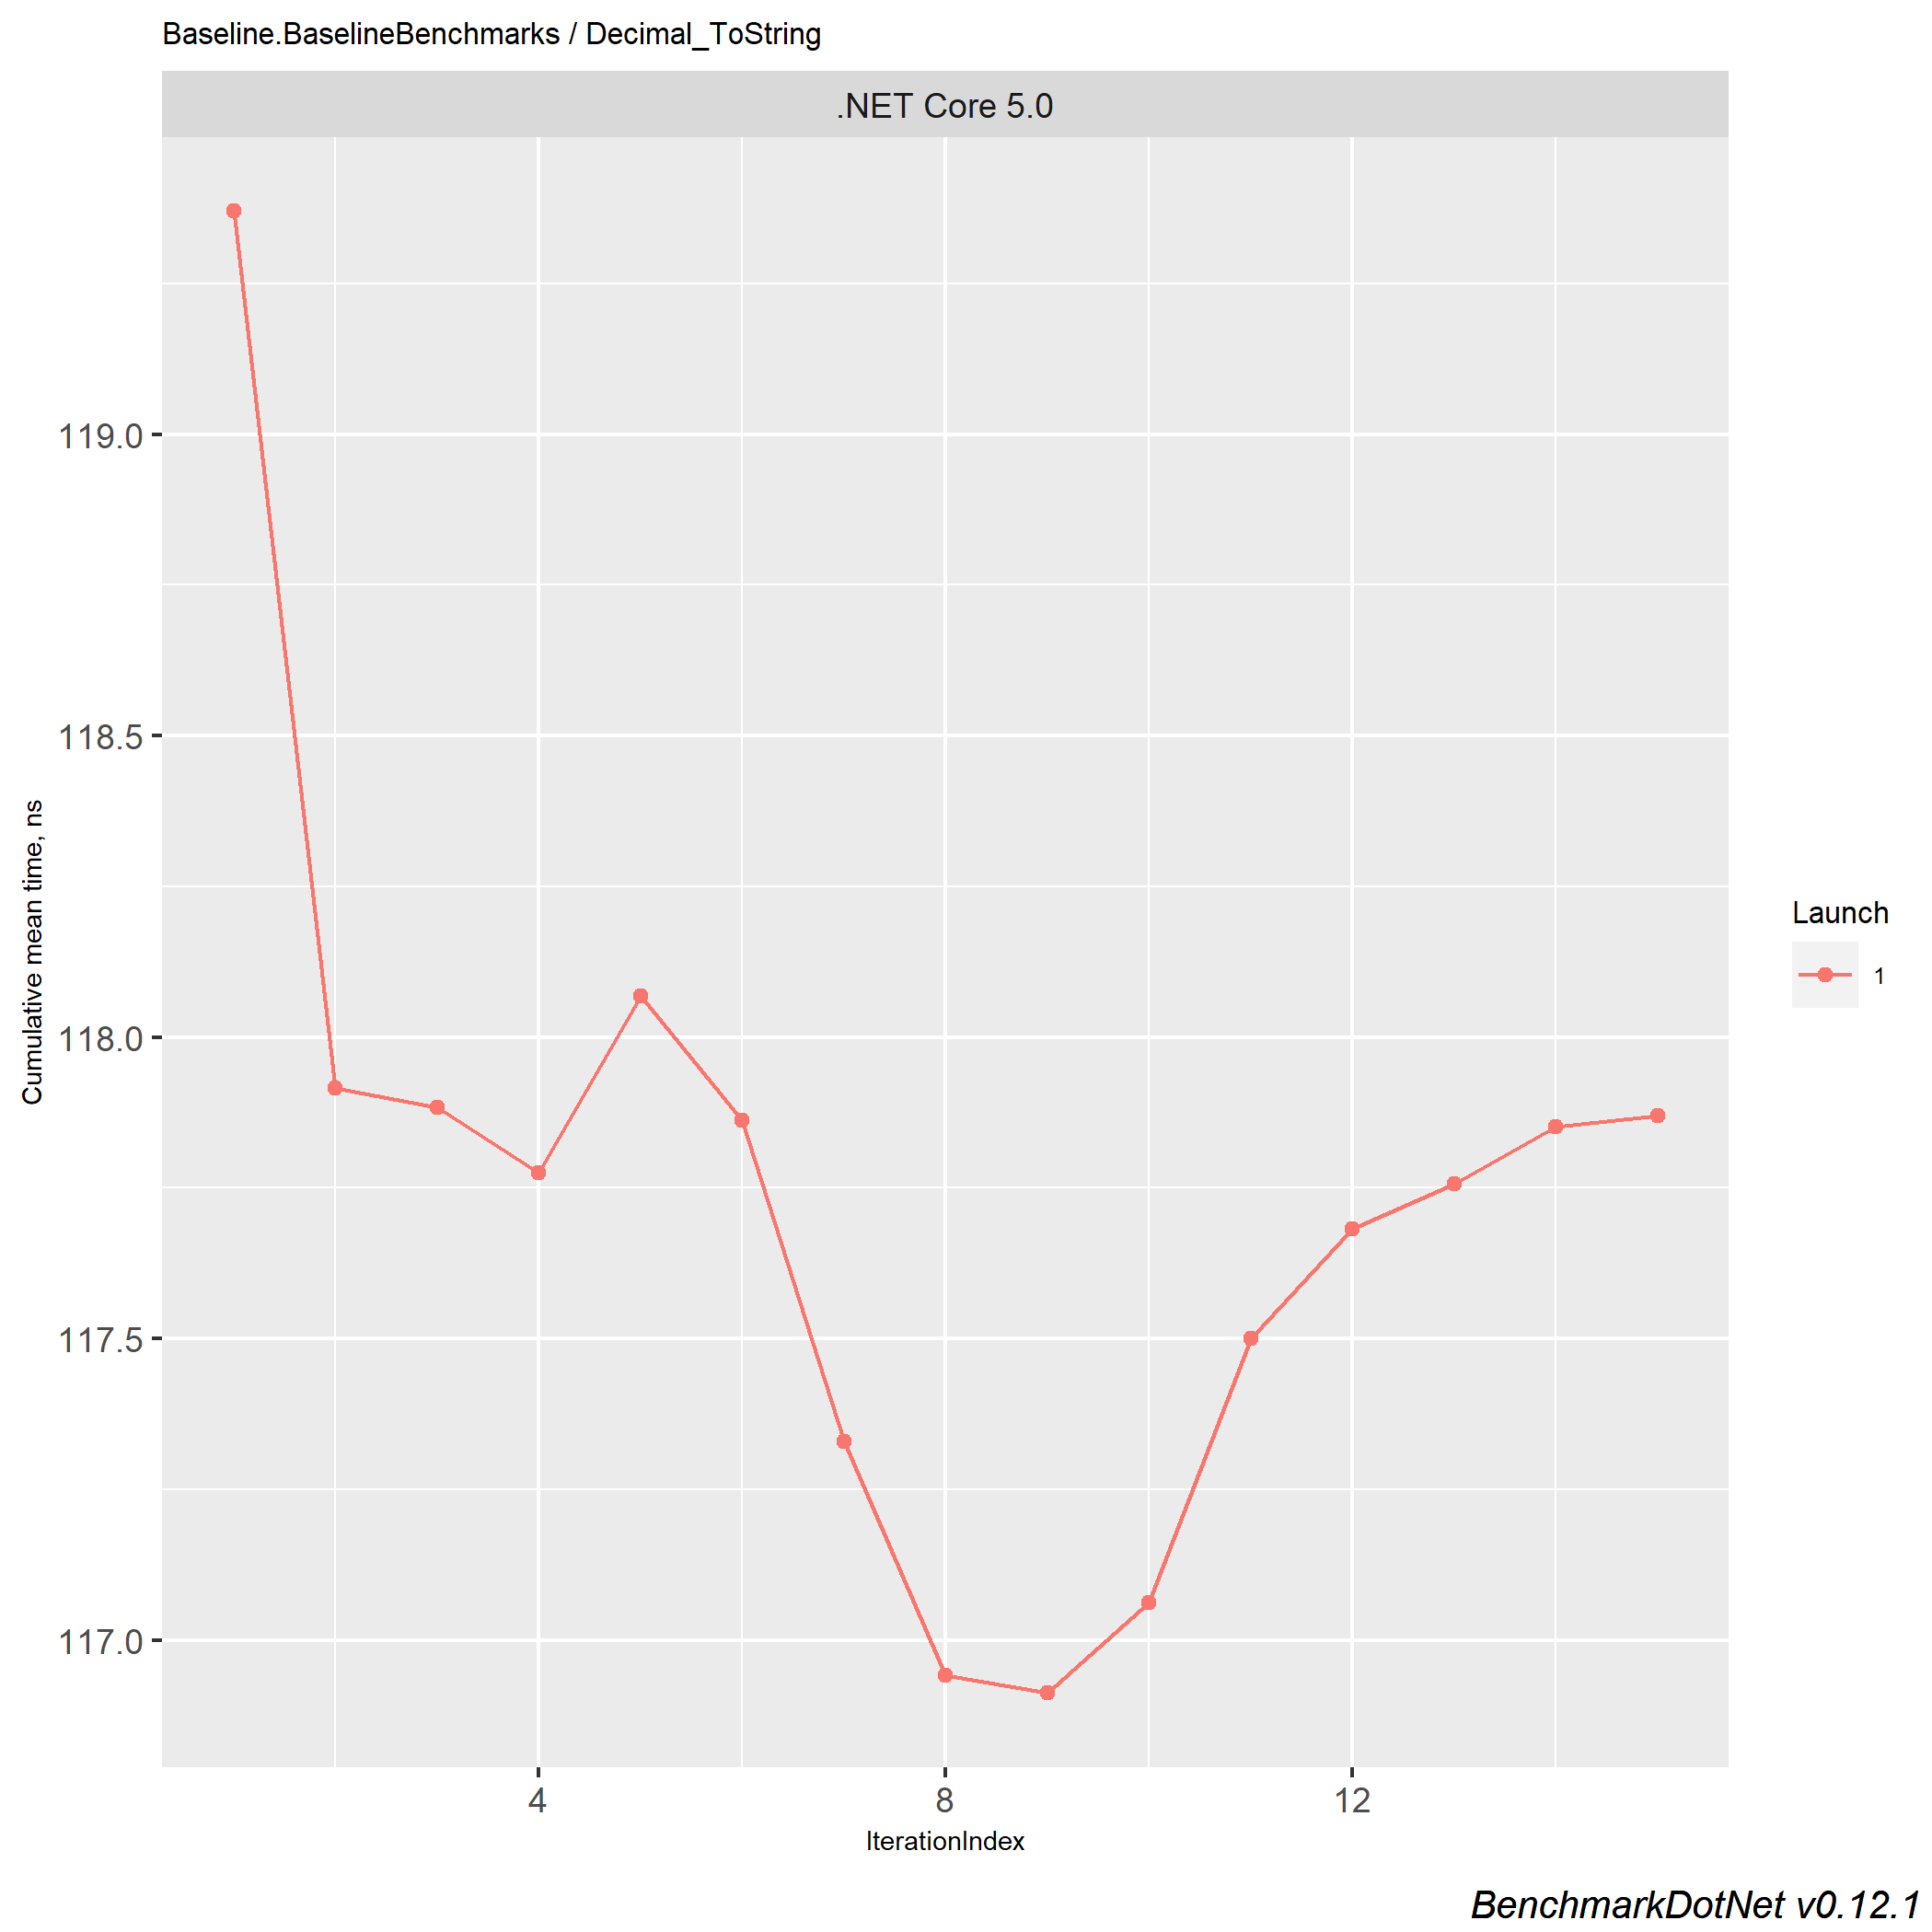 Baseline.BaselineBenchmarks / Decimal_ToString
.NET Core 5.0
119.0
118.5
118.0
117.5
117.0
Cumulative mean time, ns
4
8
12
IterationIndex
Launch
1
BenchmarkDotNet v0.12.1